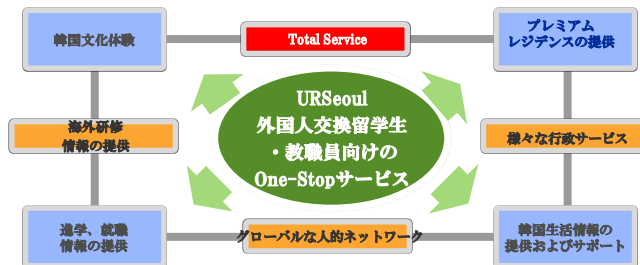 韓国文化体験
Total Service
プレミアム
レジデンスの提供
URSeoul
外国人交換留学生
・教職員向けの
One-Stopサービス
海外研修
情報の提供
様々な行政サービス
進学、就職
情報の提供
グローバルな人的ネットワーク
韓国生活情報の
提供およびサポート